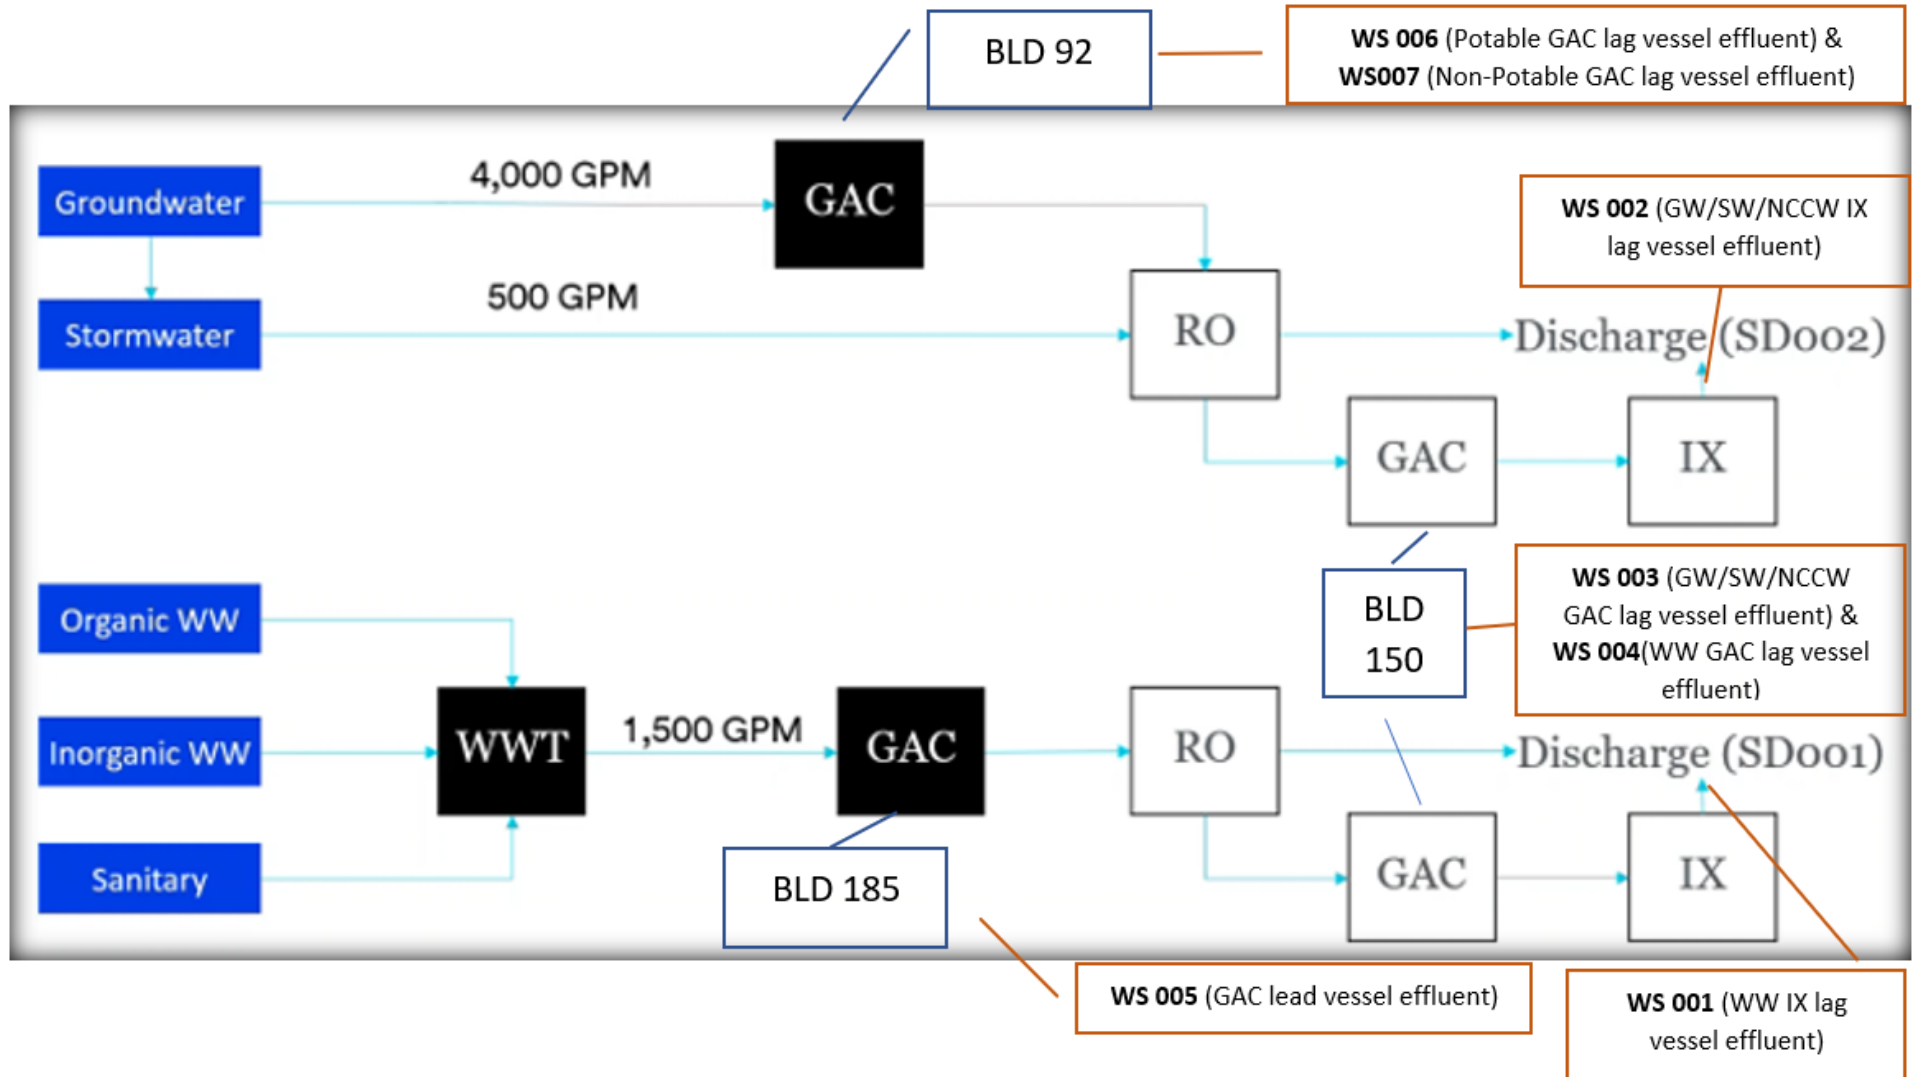 BLD 92
WS 006 (Potable GAC lag vessel effluent) &
WS007 (Non-Potable GAC lag vessel effluent)
Groundwater
4,000 GPM
GAC
WS 002 (GW/SW/NCCW IX
lag vessel effluent)
Stormwater
500 GPM
RO
Discharge (SD002)
GAC
IX
BLD
150
WS 003 (GW/SW/NCCW
GAC lag vessel effluent) &
WS 004(WW GAC lag vessel
effluent)
Organic WW
Inorganic WW
WWT
1,500 GPM
GAC
RO
Discharge (SD001)
Sanitary
BLD 185
GAC
IX
WS 005 (GAC lead vessel effluent)
WS 001 (WW IX lag
vessel effluent)